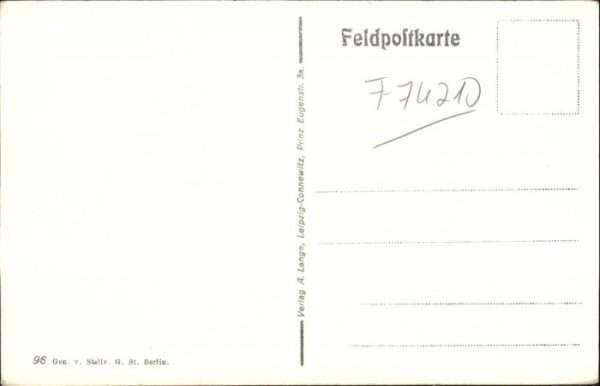 Feldpostkarte
F7421D
Verlag A. Lange, Leipzig-Connewitz, Prinz Eugenstr. 3a.
96 Gen. v. Stellv. G. St. Berlin.